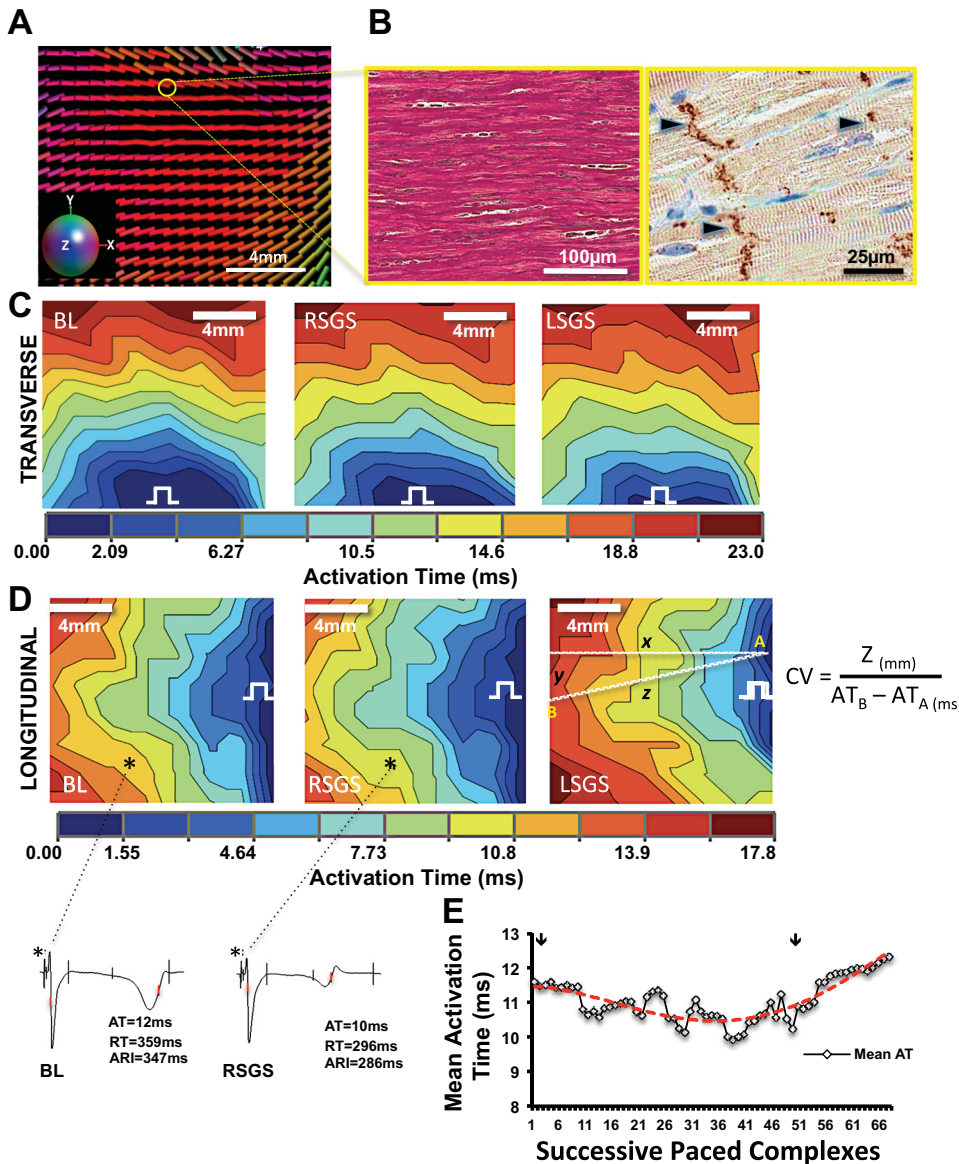 A
B
Y
Z
X
4mm
100µm
25µm
C
TRANSVERSE
BL
4mm
RSGS
4mm
LSGS
4mm
0.00 2.09 6.27 10.5 14.6 18.8 23.0
Activation Time (ms)
D
LONGITUDINAL
4mm
BL
*
4mm
RSGS
*
4mm
LSGS
x
y
z
A
B
CV = Z (mm) / ATB − ATA (ms
0.00 1.55 4.64 7.73 10.8 13.9 17.8
Activation Time (ms)
*
AT=12ms
RT=359ms
ARI=347ms
BL
*
AT=10ms
RT=296ms
ARI=286ms
RSGS
E
Mean Activation
Time (ms)
13
12
11
10
9
8
Mean AT
1 6 11 16 21 26 31 36 41 46 51 56 61 66
Successive Paced Complexes